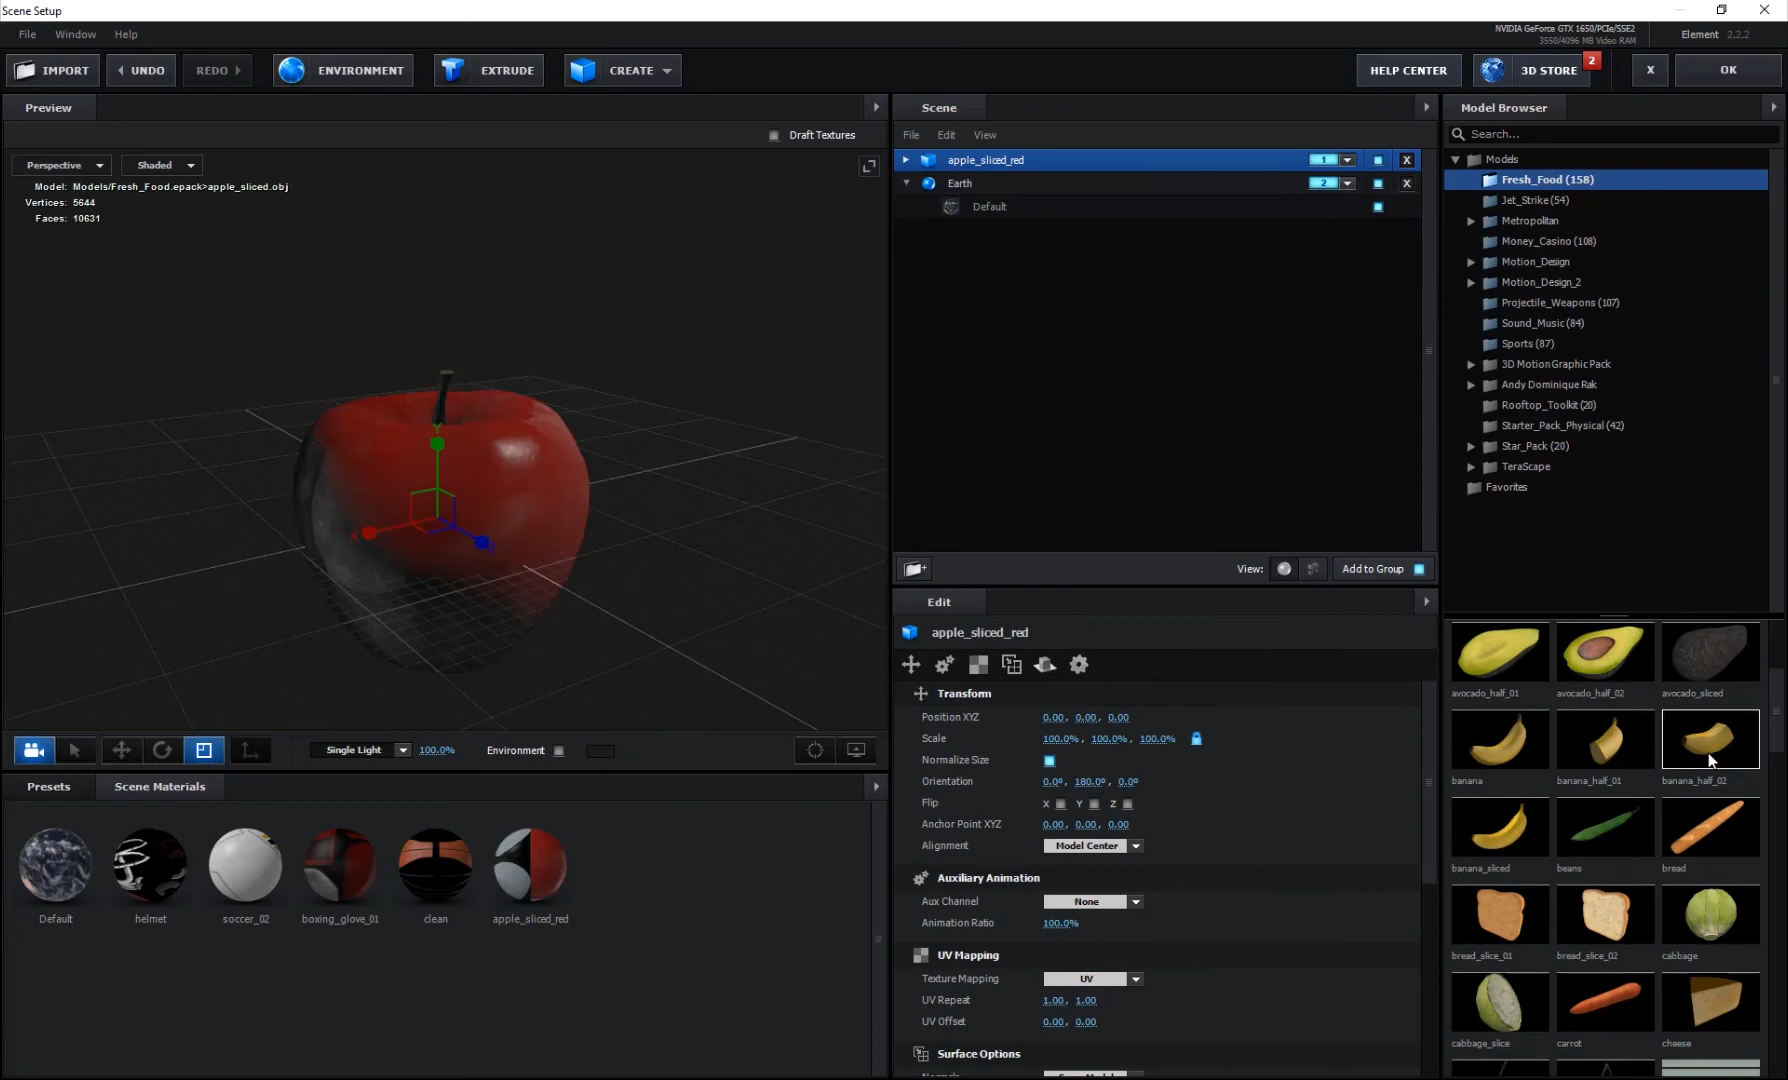 Scene Setup
File Window Help
NVIDIA GeForce GTX 1650/PCIe/SSE2
3550/4096 MB Video RAM
Element 2.2.2
IMPORT UNDO REDO ENVIRONMENT EXTRUDE CREATE HELP CENTER 3D STORE 2 X OK
Preview
Draft Textures
Perspective Shaded
Model: Models/Fresh_Food.epack>apple_sliced.obj
Vertices: 5644
Faces: 10631
Y
X
Single Light 100.0% Environment
Presets Scene Materials
Default helmet soccer_02 boxing_glove_01 clean apple_sliced_red
Scene
File Edit View
apple_sliced_red 1 X
Earth 2 X
Default
View: Add to Group
Edit
apple_sliced_red
Transform
Position XYZ 0.00, 0.00, 0.00
Scale 100.0%, 100.0%, 100.0%
Normalize Size
Orientation 0.0º, 180.0º, 0.0º
Flip X Y Z
Anchor Point XYZ 0.00, 0.00, 0.00
Alignment Model Center
Auxiliary Animation
Aux Channel None
Animation Ratio 100.0%
UV Mapping
Texture Mapping UV
UV Repeat 1.00, 1.00
UV Offset 0.00, 0.00
Surface Options
Model Browser
Search...
Models
Fresh_Food (158)
Jet_Strike (54)
Metropolitan
Money_Casino (108)
Motion_Design
Motion_Design_2
Projectile_Weapons (107)
Sound_Music (84)
Sports (87)
3D Motion Graphic Pack
Andy Dominique Rak
Rooftop_Toolkit (20)
Starter_Pack_Physical (42)
Star_Pack (20)
TeraScape
Favorites
avocado_half_01 avocado_half_02 avocado_sliced
banana banana_half_01 banana_half_02
banana_sliced beans bread
bread_slice_01 bread_slice_02 cabbage
cabbage_slice carrot cheese